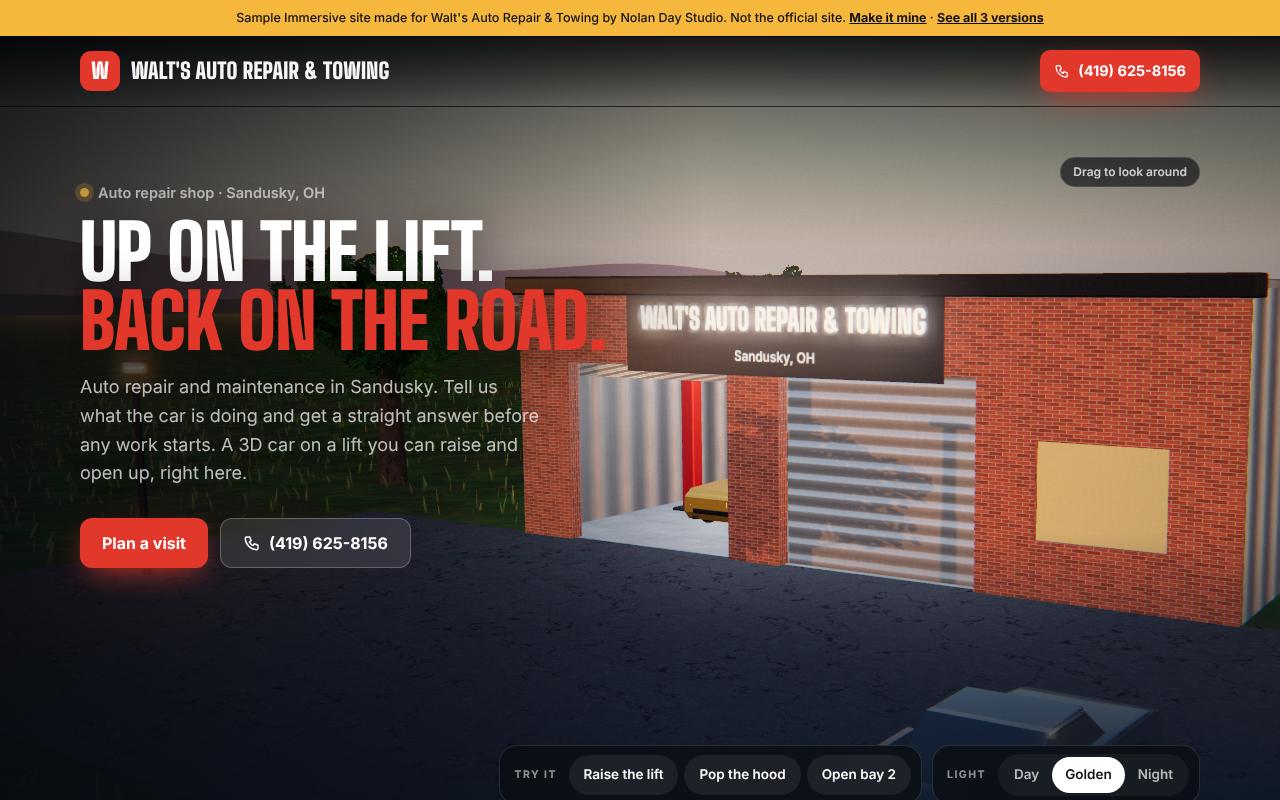 Sample Immersive site made for Walt's Auto Repair & Towing by Nolan Day Studio. Not the official site. Make it mine · See all 3 versions
W WALT'S AUTO REPAIR & TOWING
(419) 625-8156
Drag to look around
Auto repair shop · Sandusky, OH
UP ON THE LIFT.
BACK ON THE ROAD.
WALT'S AUTO REPAIR & TOWING
Sandusky, OH
Auto repair and maintenance in Sandusky. Tell us
what the car is doing and get a straight answer before
any work starts. A 3D car on a lift you can raise and
open up, right here.
Plan a visit
(419) 625-8156
TRY IT Raise the lift Pop the hood Open bay 2
LIGHT Day Golden Night